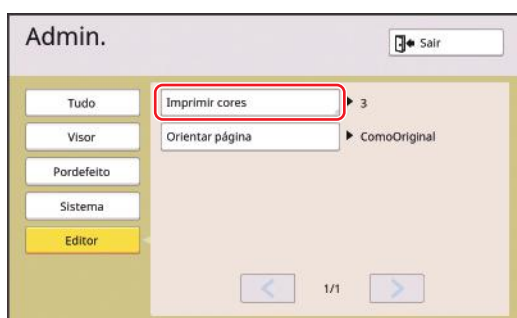 Admin.
Sair
Tudo
Imprimir cores
3
Visor
Orientar página
ComoOriginal
Pordefeito
Sistema
Editor
1/1